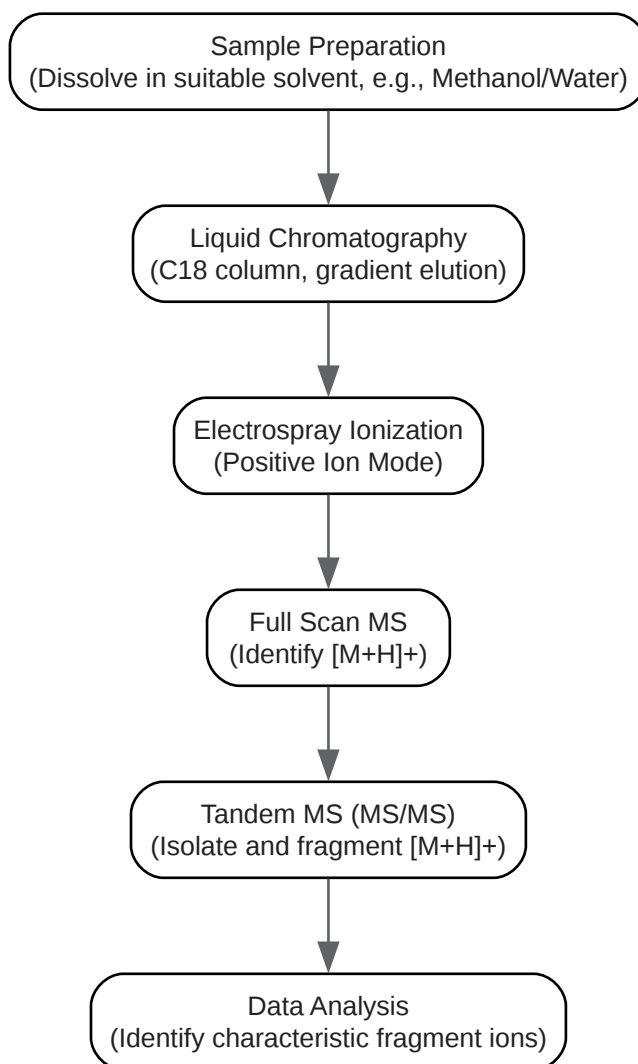 Sample Preparation
(Dissolve in suitable solvent, e.g., Methanol/Water)
Liquid Chromatography
(C18 column, gradient elution)
Electrospray Ionization
(Positive Ion Mode)
Full Scan MS
(Identify [M+H]+)
Tandem MS (MS/MS)
(Isolate and fragment [M+H]+)
Data Analysis
(Identify characteristic fragment ions)